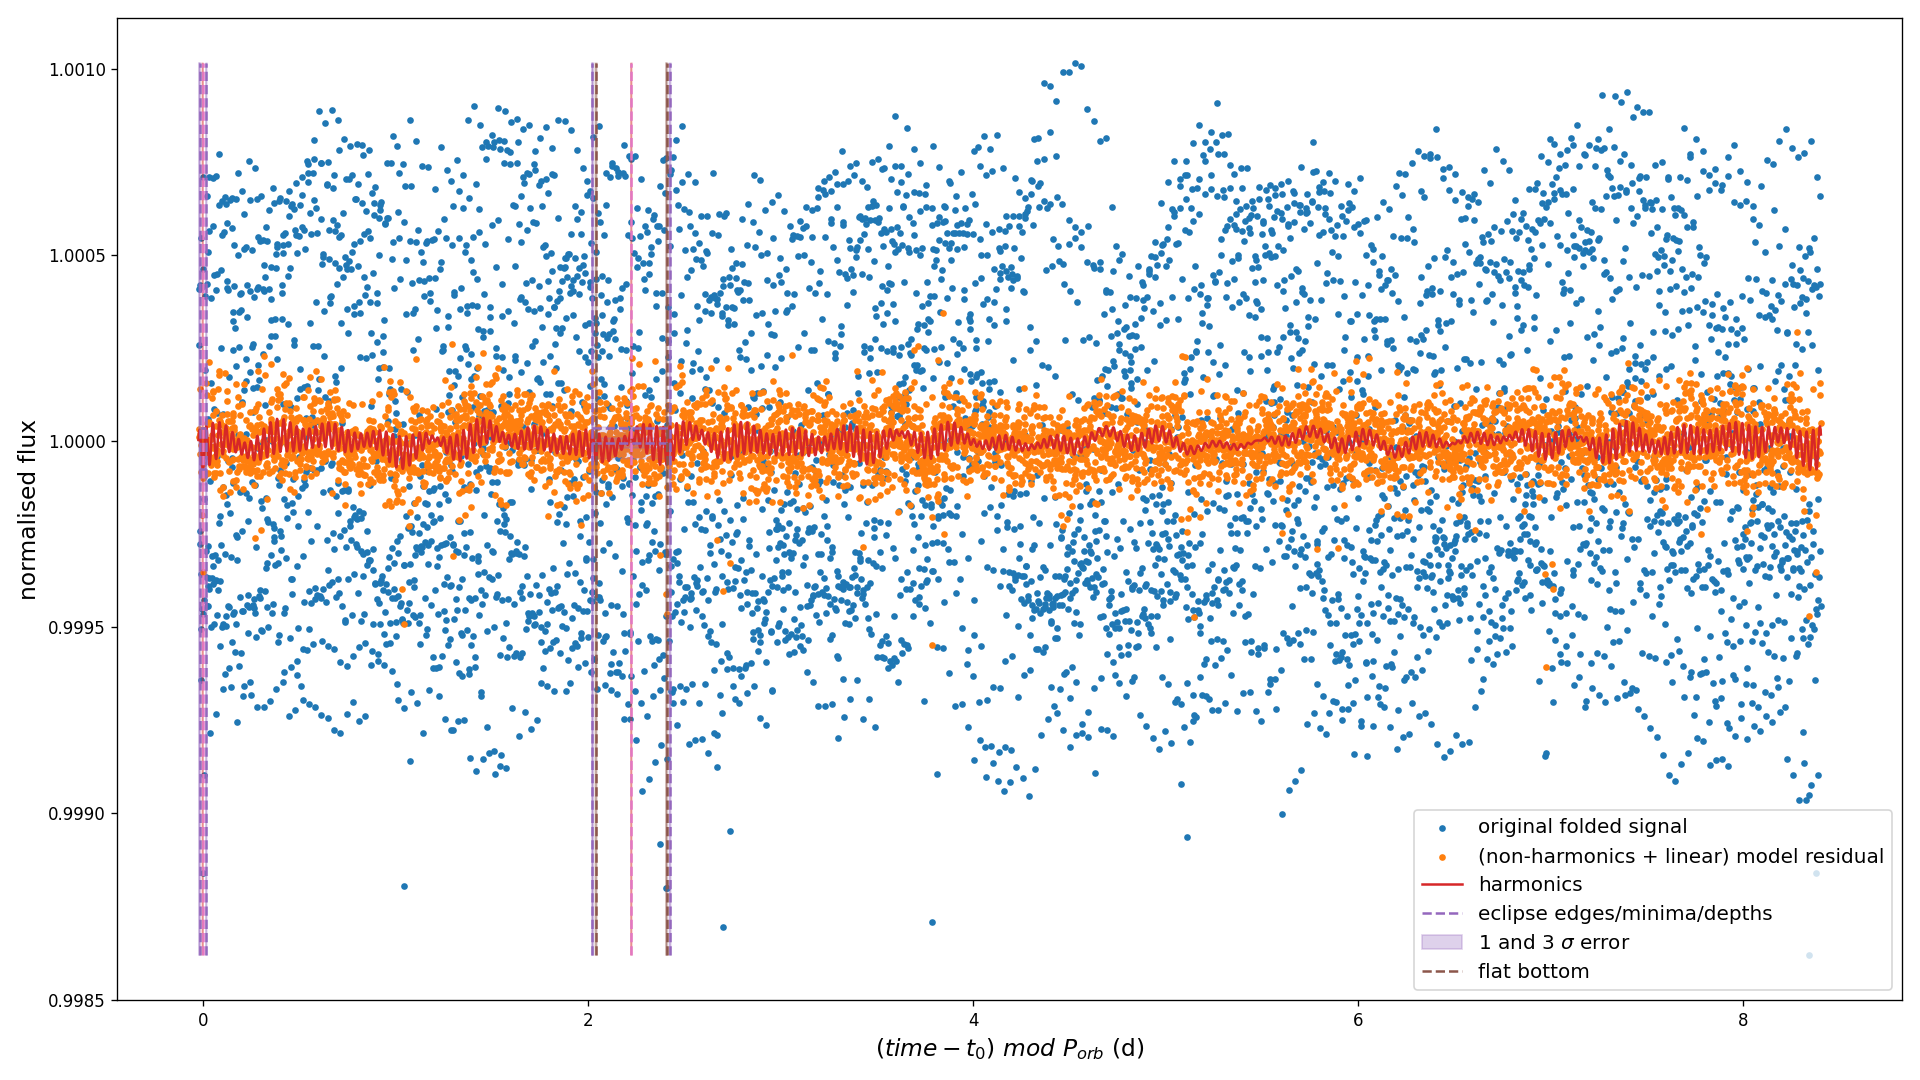 1.0010
1.0005
1.0000
0.9995
0.9990
0.9985
normalised flux
0 2 4 6 8
(time − t₀) mod P_orb (d)
original folded signal
(non-harmonics + linear) model residual
harmonics
eclipse edges/minima/depths
1 and 3 σ error
flat bottom